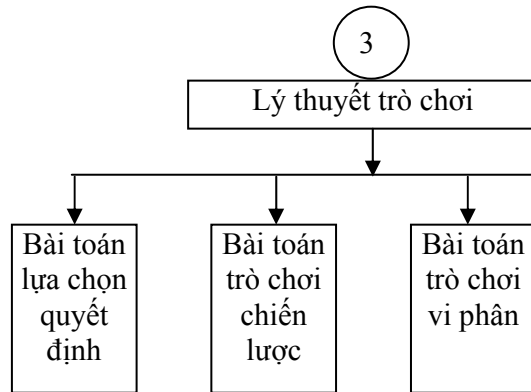 3
Lý thuyết trò chơi
Bài toán
lựa chọn
quyết
định
Bài toán
trò chơi
chiến
lược
Bài toán
trò chơi
vi phân